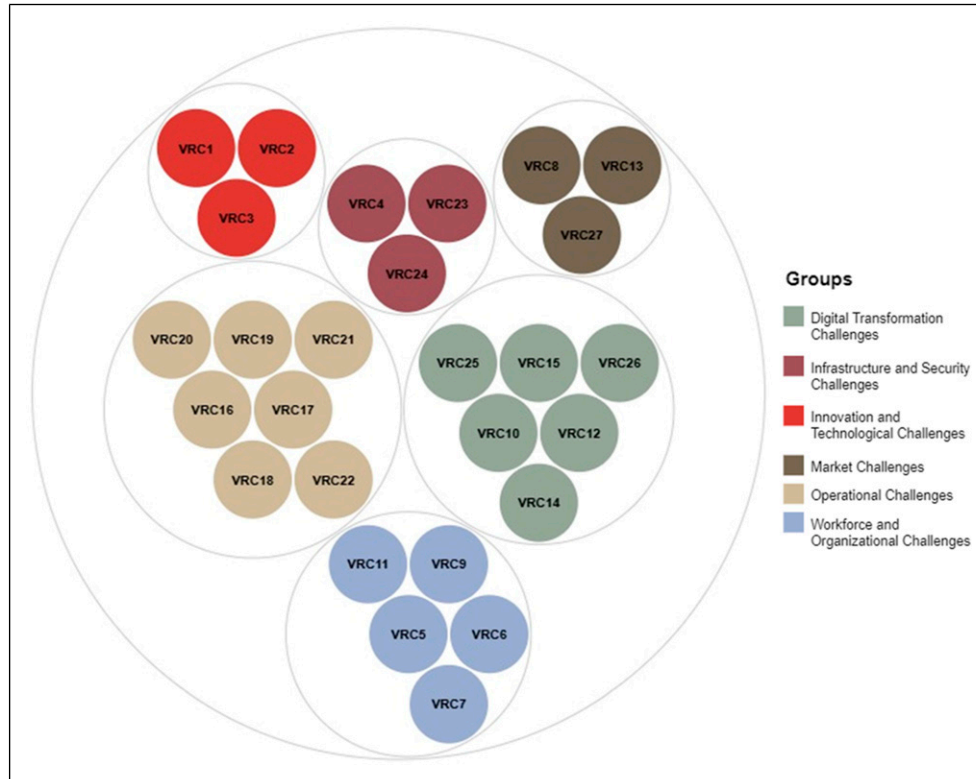 VRC1
VRC2
VRC3
VRC4
VRC23
VRC24
VRC8
VRC13
VRC27
VRC20
VRC19
VRC21
VRC16
VRC17
VRC18
VRC22
VRC25
VRC15
VRC26
VRC10
VRC12
VRC14
VRC11
VRC9
VRC5
VRC6
VRC7
Groups
Digital Transformation
Challenges
Infrastructure and Security
Challenges
Innovation and
Technological Challenges
Market Challenges
Operational Challenges
Workforce and
Organizational Challenges